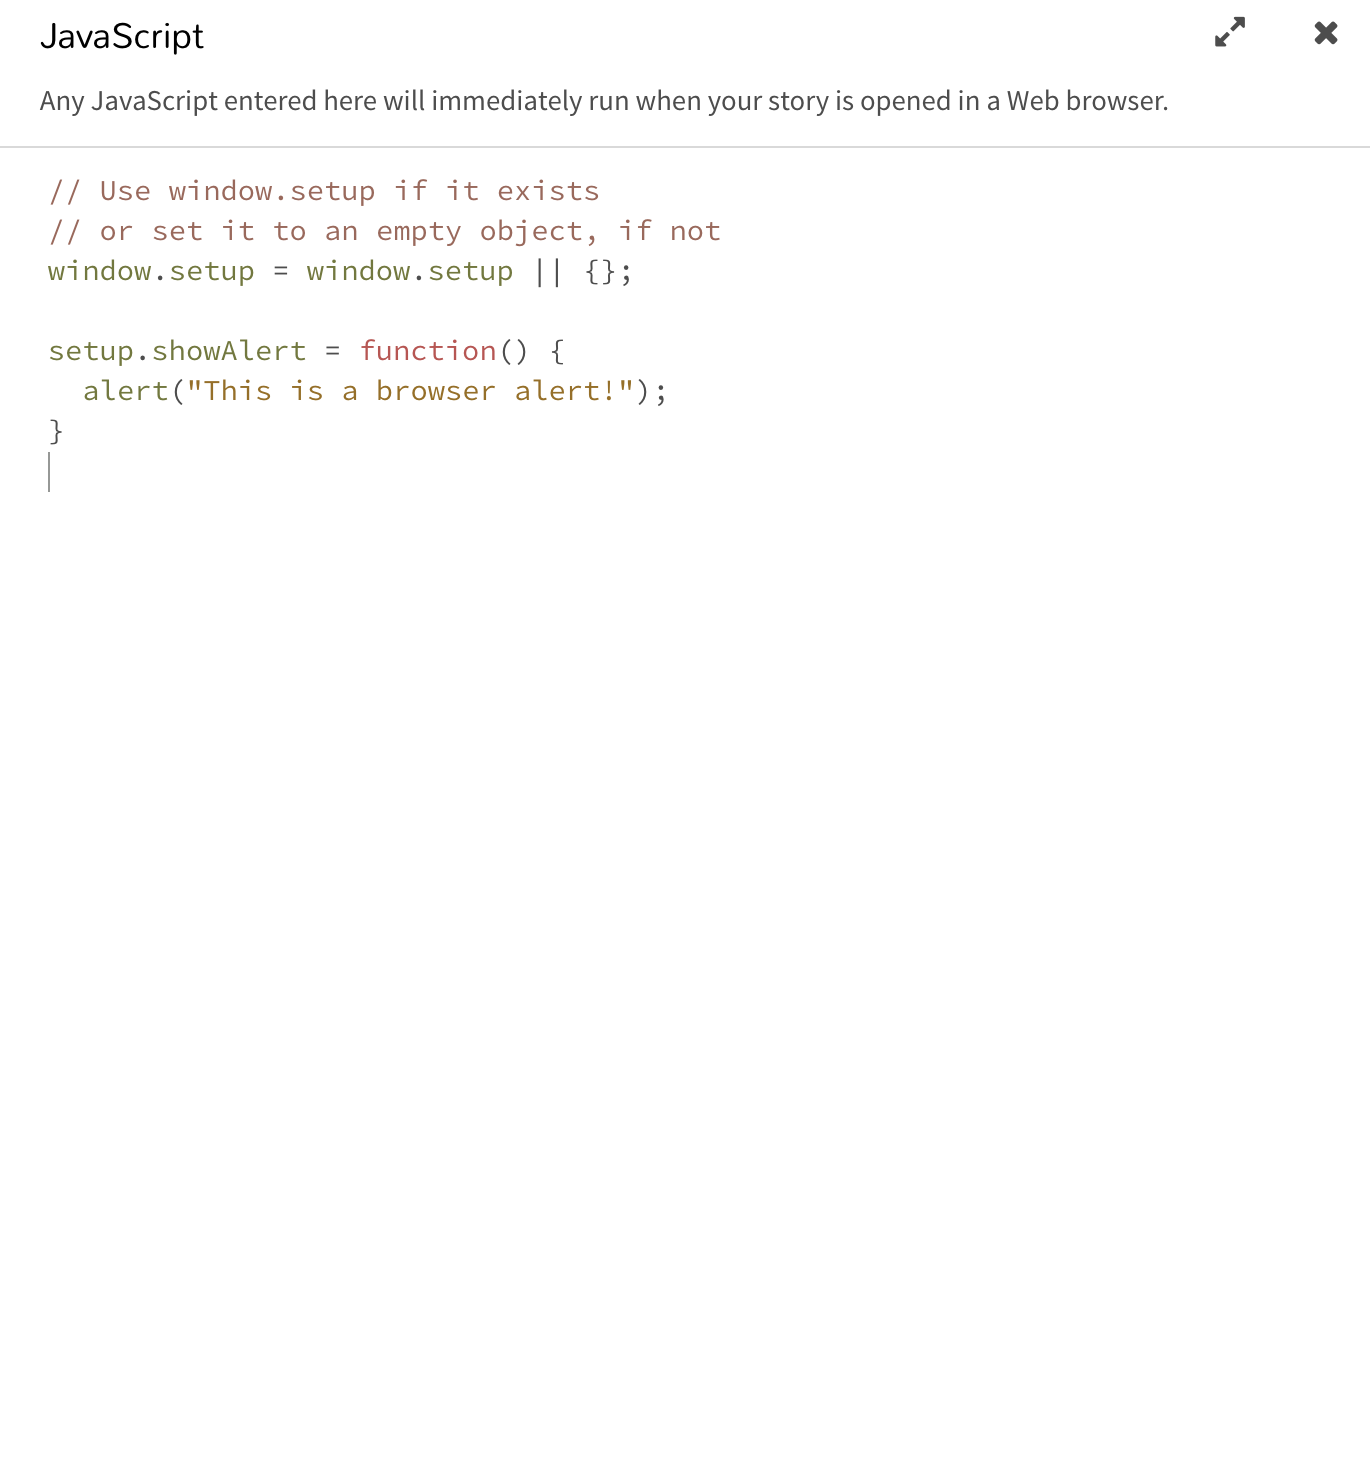 JavaScript
Any JavaScript entered here will immediately run when your story is opened in a Web browser.
// Use window.setup if it exists
// or set it to an empty object, if not
window.setup = window.setup || {};
setup.showAlert = function() {
  alert("This is a browser alert!");
}